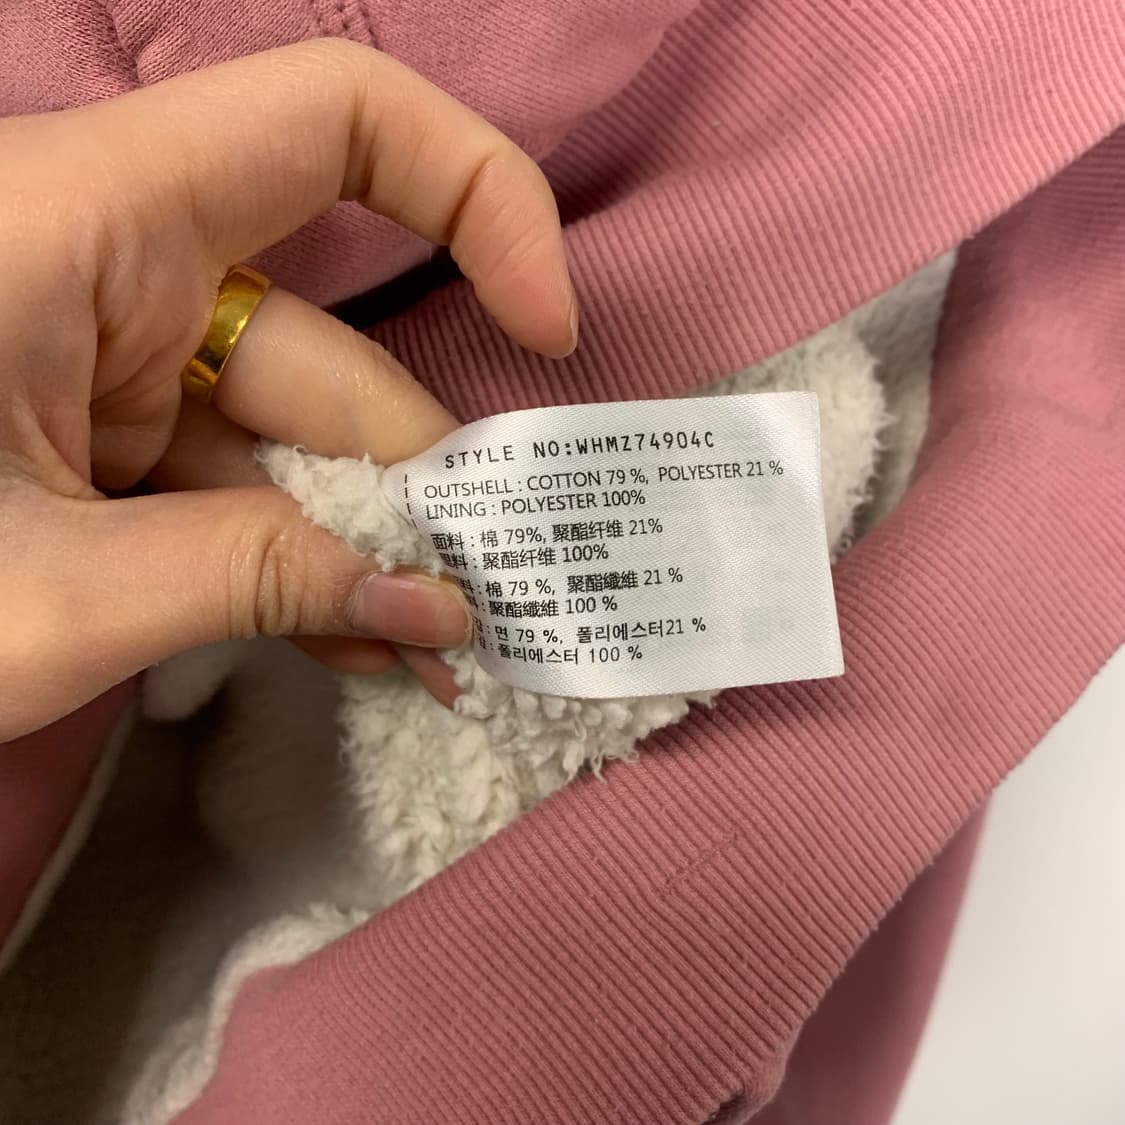 STYLE NO:WHMZ74904C
OUTSHELL : COTTON 79 %, POLYESTER 21 %
LINING : POLYESTER 100%
面料 : 棉 79%, 聚酯纤维 21%
料 : 聚酯纤维 100%
料 : 棉 79 %, 聚酯纖維 21 %
: 聚酯纖維 100 %
: 면 79 %, 폴리에스터21 %
: 폴리에스터 100 %